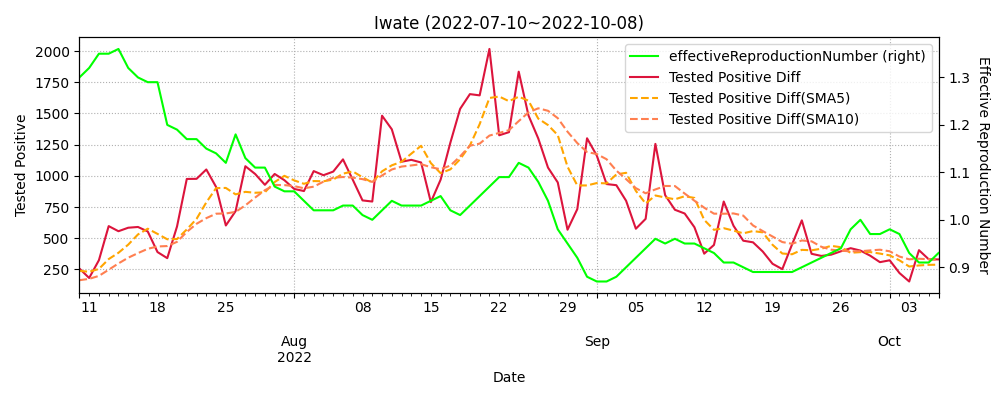 Iwate (2022-07-10~2022-10-08)
effectiveReproductionNumber (right)
Tested Positive Diff
Tested Positive Diff(SMA5)
Tested Positive Diff(SMA10)
Tested Positive
2000
1750
1500
1250
1000
750
500
250
1.3
1.2
1.1
1.0
0.9
Effective Reproduction Number
11 18 25 08 15 22 29 05 12 19 26 03
Aug Sep Oct
2022
Date